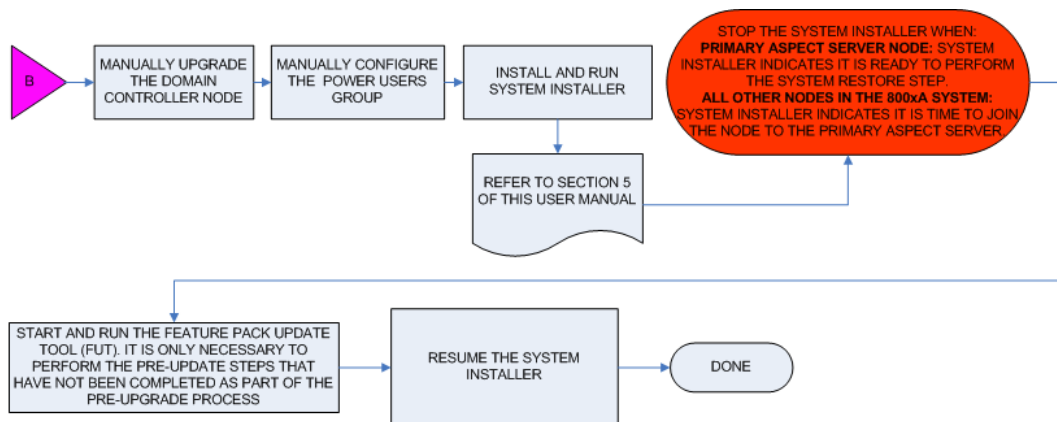 B
MANUALLY UPGRADE
THE DOMAIN
CONTROLLER NODE
MANUALLY CONFIGURE
THE POWER USERS
GROUP
INSTALL AND RUN
SYSTEM INSTALLER
REFER TO SECTION 5
OF THIS USER MANUAL
STOP THE SYSTEM INSTALLER WHEN:
PRIMARY ASPECT SERVER NODE: SYSTEM
INSTALLER INDICATES IT IS READY TO PERFORM
THE SYSTEM RESTORE STEP.
ALL OTHER NODES IN THE 800xA SYSTEM:
SYSTEM INSTALLER INDICATES IT IS TIME TO JOIN
THE NODE TO THE PRIMARY ASPECT SERVER.
START AND RUN THE FEATURE PACK UPDATE
TOOL (FUT). IT IS ONLY NECESSARY TO
PERFORM THE PRE-UPDATE STEPS THAT
HAVE NOT BEEN COMPLETED AS PART OF THE
PRE-UPGRADE PROCESS
RESUME THE SYSTEM
INSTALLER
DONE